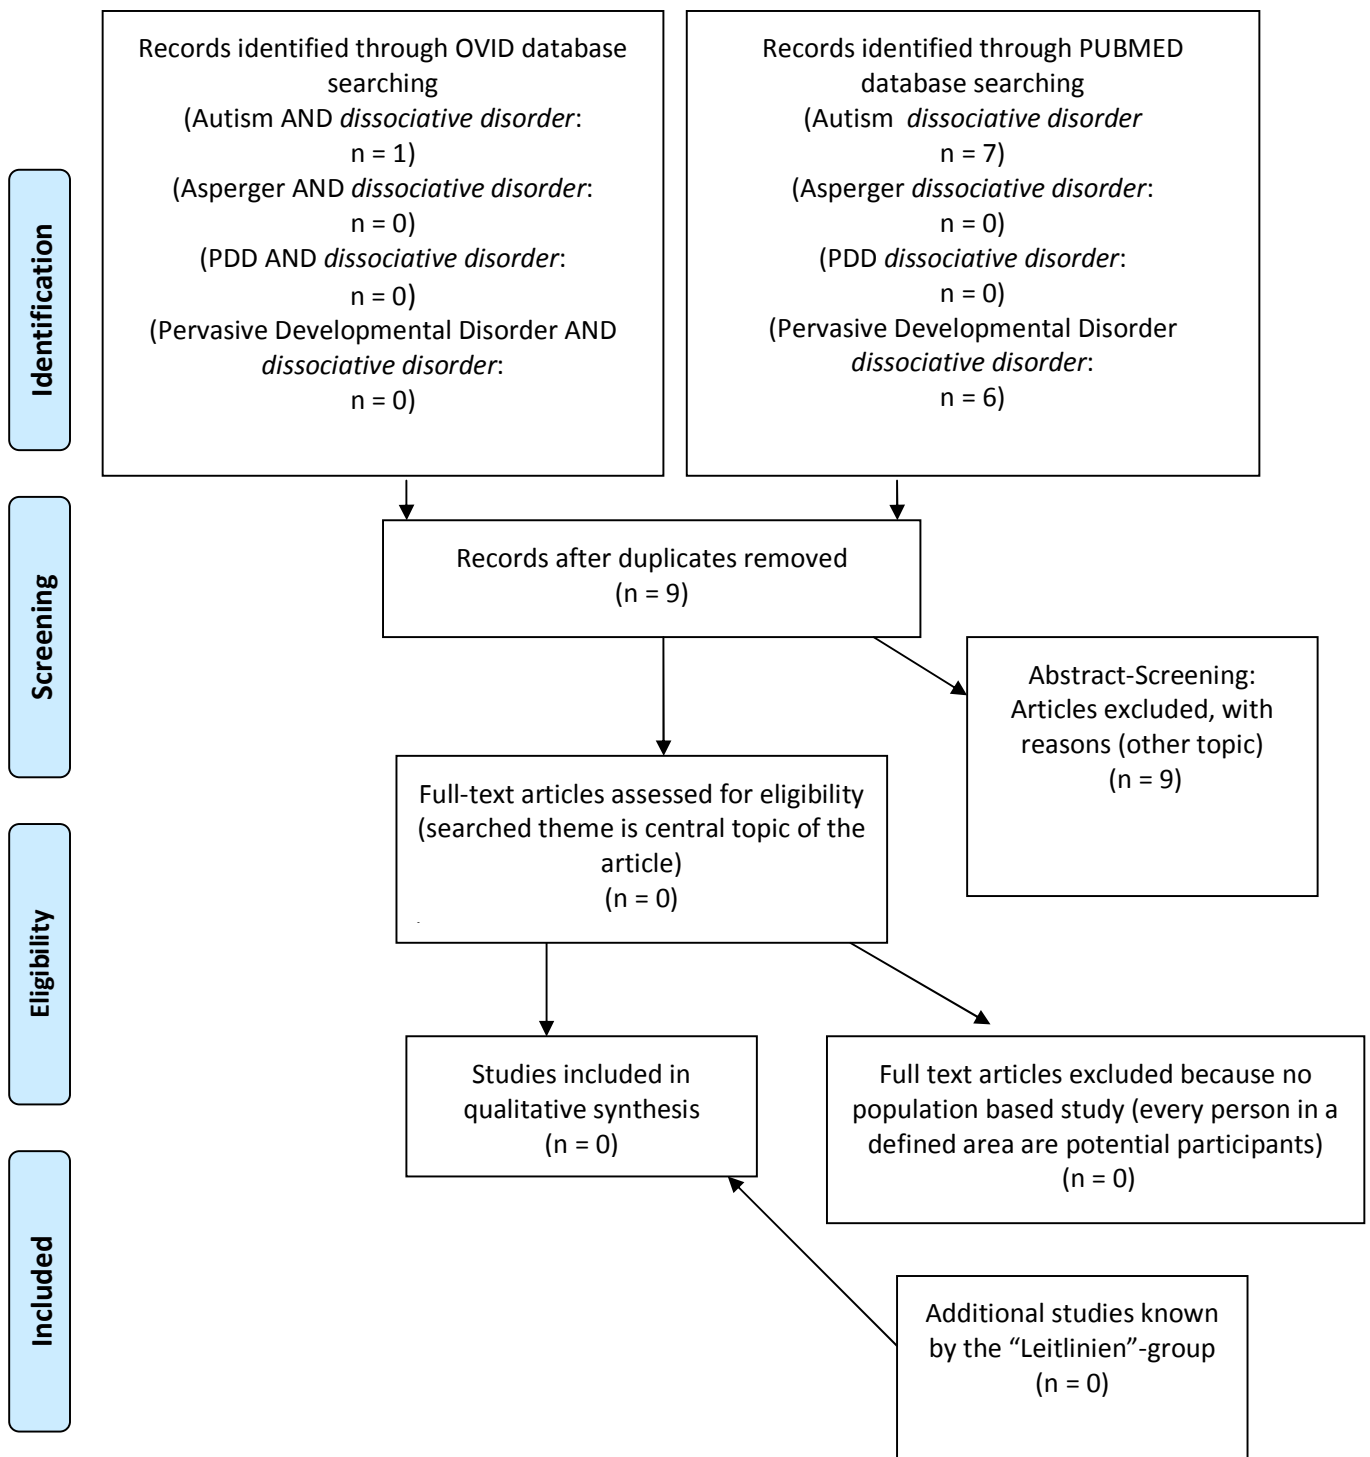 Records identified through OVID database
searching
(Autism AND dissociative disorder:
n = 1)
(Asperger AND dissociative disorder:
n = 0)
(PDD AND dissociative disorder:
n = 0)
(Pervasive Developmental Disorder AND
dissociative disorder:
n = 0)
Records identified through PUBMED
database searching
(Autism dissociative disorder
n = 7)
(Asperger dissociative disorder:
n = 0)
(PDD dissociative disorder:
n = 0)
(Pervasive Developmental Disorder
dissociative disorder:
n = 6)
Identification
Records after duplicates removed
(n = 9)
Screening
Abstract-Screening:
Articles excluded, with
reasons (other topic)
(n = 9)
Full-text articles assessed for eligibility
(searched theme is central topic of the
article)
(n = 0)
Eligibility
Studies included in
qualitative synthesis
(n = 0)
Full text articles excluded because no
population based study (every person in a
defined area are potential participants)
(n = 0)
Included
Additional studies known
by the “Leitlinien”-group
(n = 0)